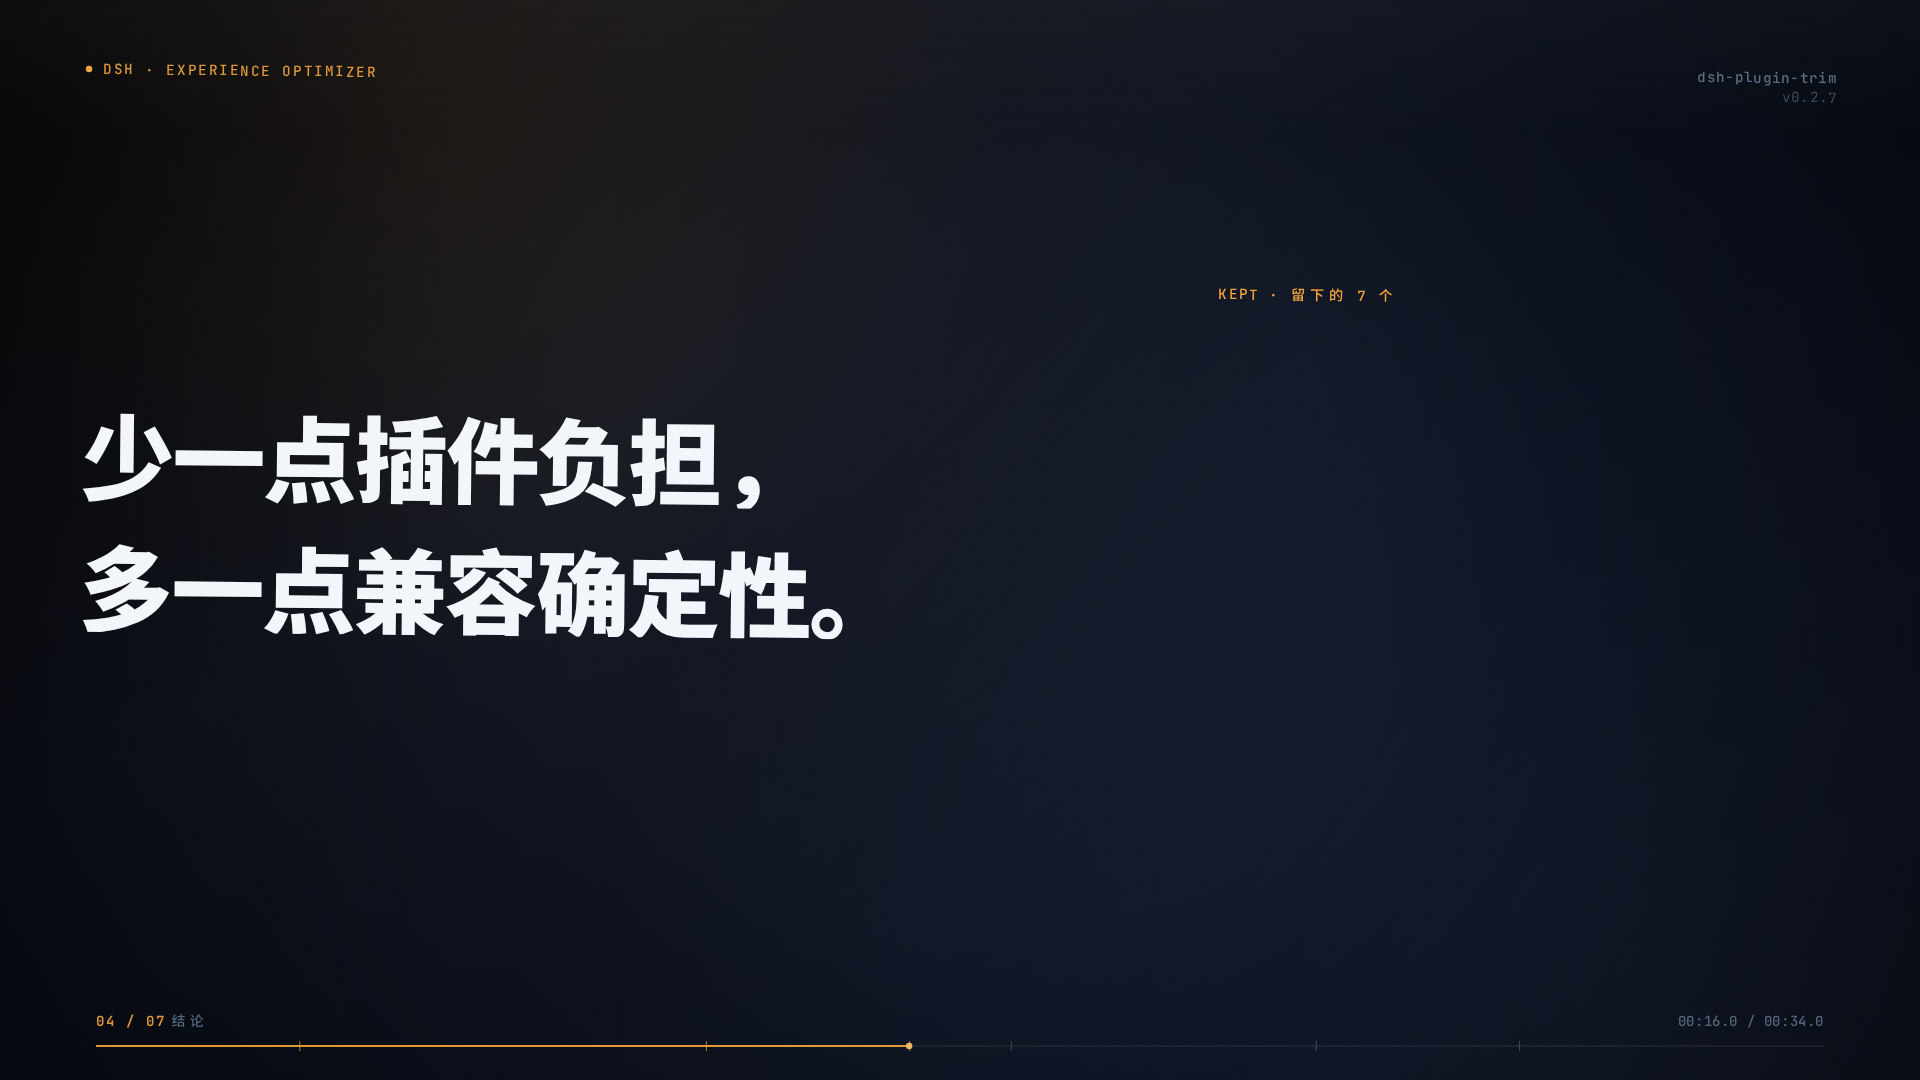 DSH · EXPERIENCE OPTIMIZER
dsh-plugin-trim
v0.2.7
KEPT · 留下的 7 个
少一点插件负担，
多一点兼容确定性。
04 / 07 结论
00:16.0 / 00:34.0